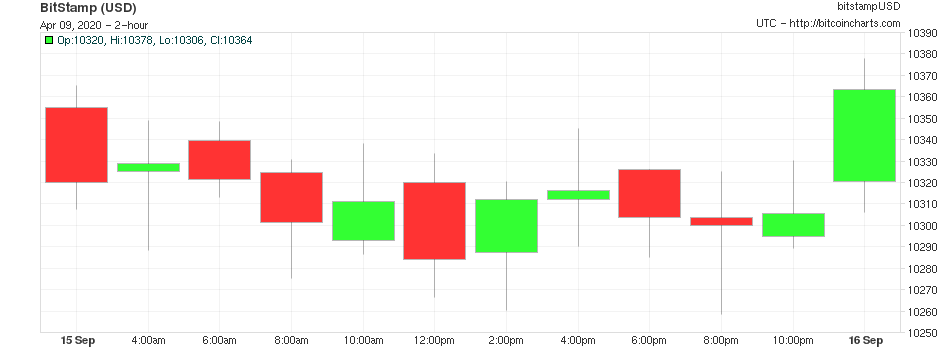 BitStamp (USD)
bitstampUSD
Apr 09, 2020 - 2-hour
UTC - http://bitcoincharts.com
Op:10320, Hi:10378, Lo:10306, Cl:10364
10390
10380
10370
10360
10350
10340
10330
10320
10310
10300
10290
10280
10270
10260
10250
15 Sep 4:00am 6:00am 8:00am 10:00am 12:00pm 2:00pm 4:00pm 6:00pm 8:00pm 10:00pm 16 Sep